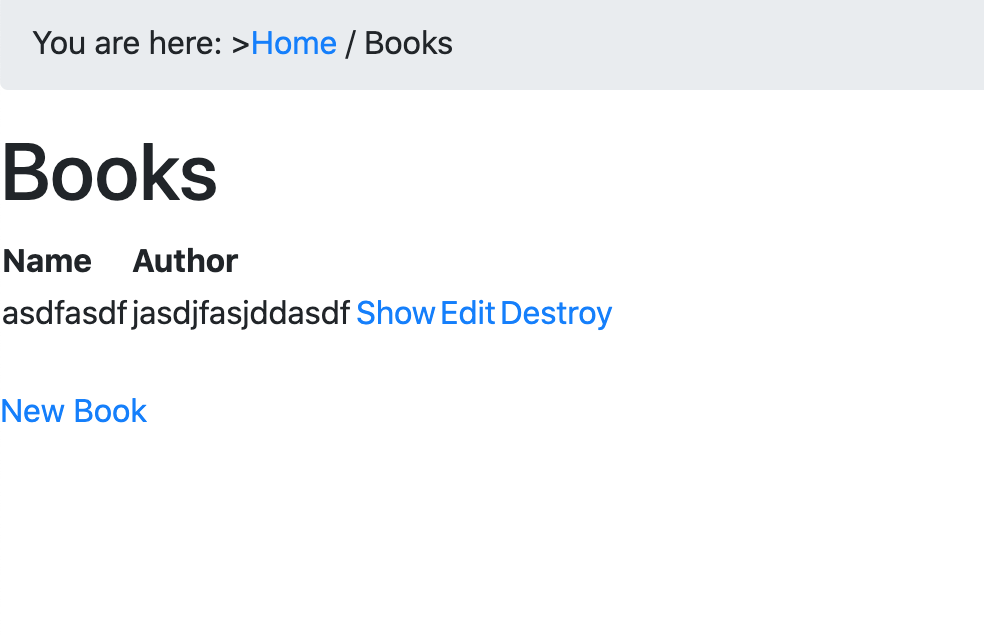 You are here: >Home / Books
Books
Name Author
asdfasdf jasdjfasjddasdf Show Edit Destroy
New Book